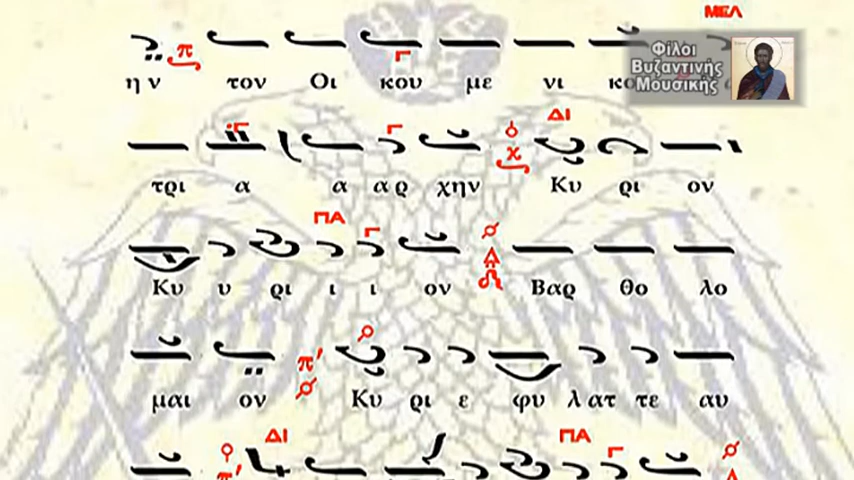 ΜΕΛ
Φίλοι
Βυζαντινής
Μουσικής
π
Γ
ην τον Οι κου με νι κο
Γ ΔΙ
τρι α α αρ χην Κυ ρι ον
ΠΑ Γ
Κυ υ ρι ι ι ον Βαρ θο λο
π'
μαι ον Κυ ρι ε φυ λατ τε αυ
ΔΙ ΠΑ Γ
π'